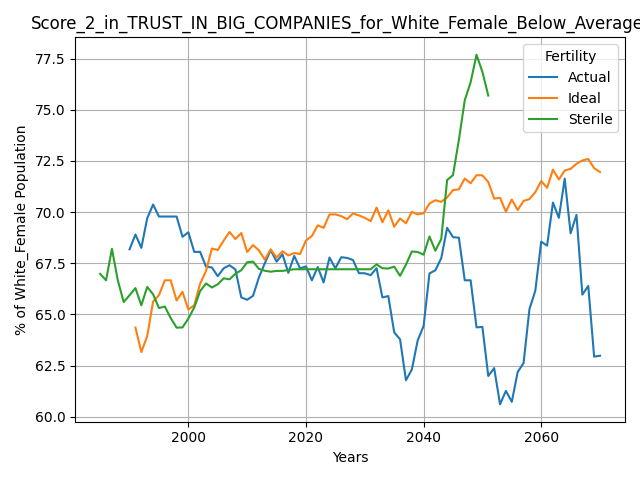 Score_2_in_TRUST_IN_BIG_COMPANIES_for_White_Female_Below_Average
Fertility
Actual
Ideal
Sterile
% of White_Female Population
77.5
75.0
72.5
70.0
67.5
65.0
62.5
60.0
2000
2020
2040
2060
Years